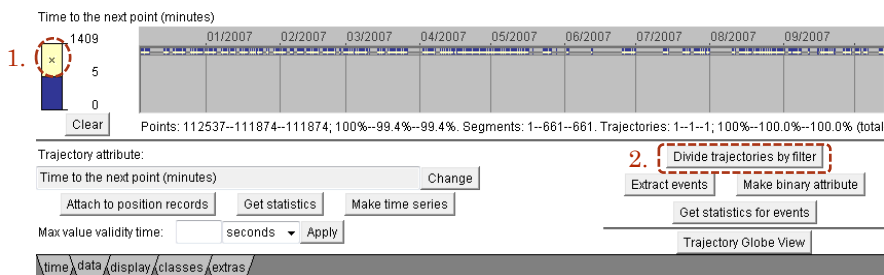 Time to the next point (minutes)
1.
1409
×
5
0
01/2007 02/2007 03/2007 04/2007 05/2007 06/2007 07/2007 08/2007 09/2007
Clear
Points: 112537--111874--111874; 100%--99.4%--99.4%. Segments: 1--661--661. Trajectories: 1--1--1; 100%--100.0%--100.0% (total
Trajectory attribute:
2. Divide trajectories by filter
Time to the next point (minutes) Change
Extract events Make binary attribute
Attach to position records Get statistics Make time series
Get statistics for events
Max value validity time: seconds Apply
Trajectory Globe View
time data display classes extras